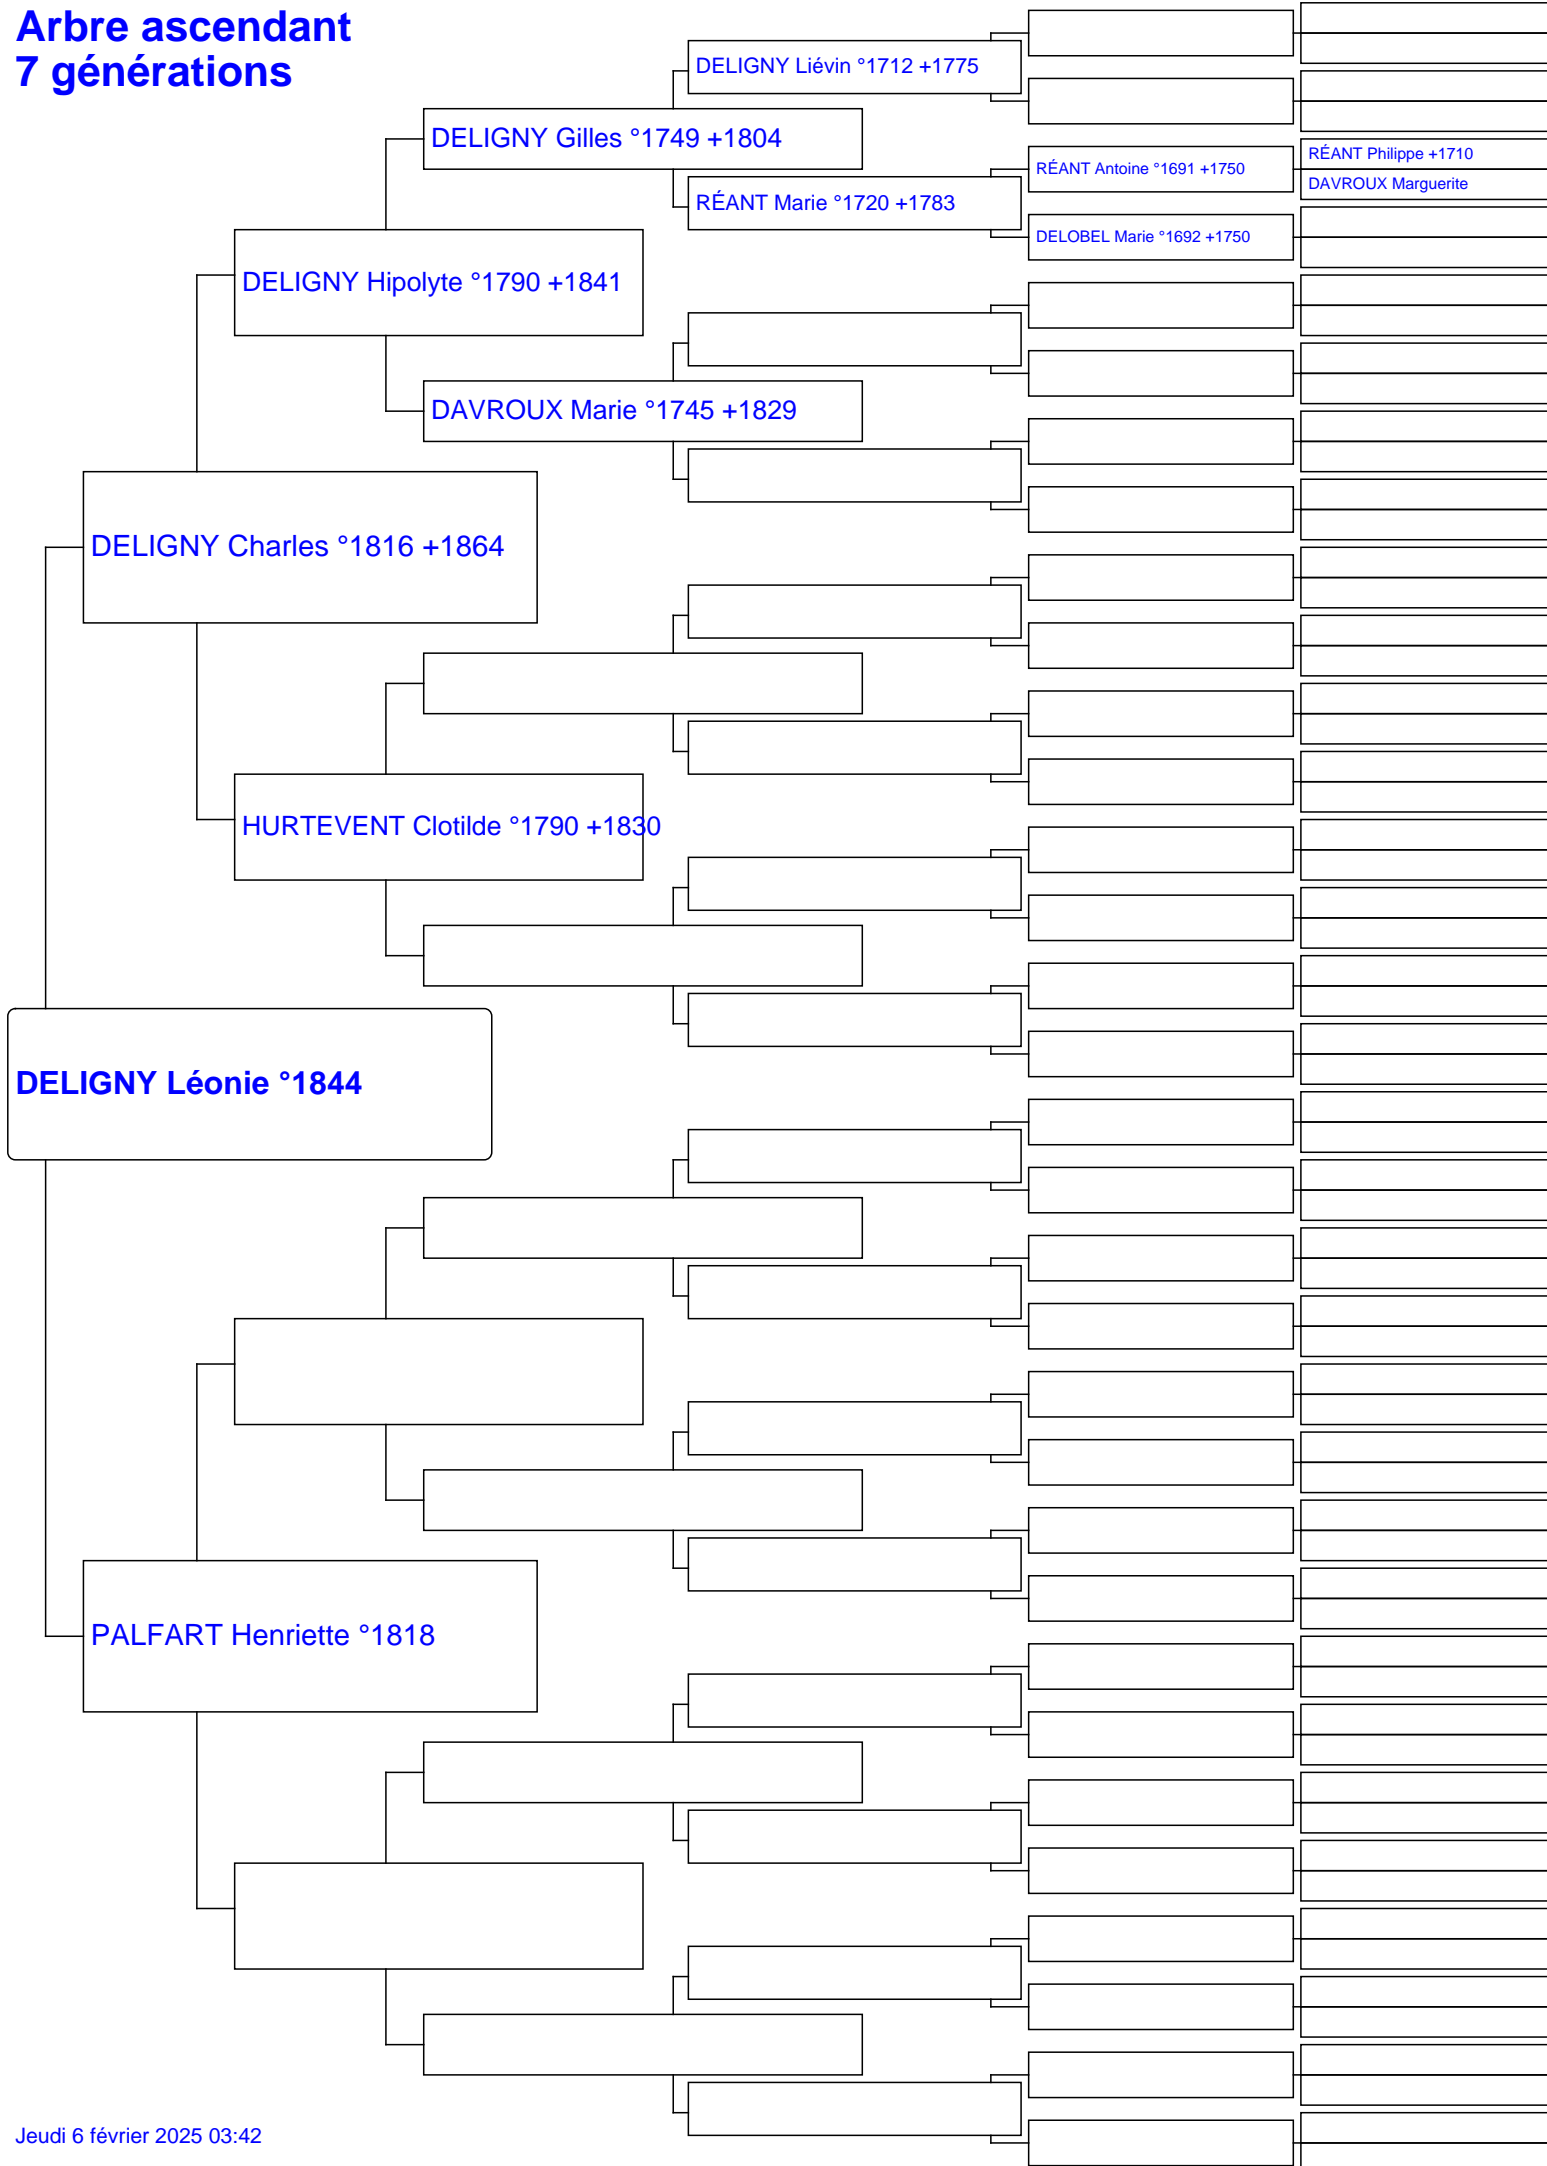 Arbre ascendant
7 générations
DELIGNY Liévin °1712 +1775
DELIGNY Gilles °1749 +1804
RÉANT Philippe +1710
RÉANT Antoine °1691 +1750
DAVROUX Marguerite
RÉANT Marie °1720 +1783
DELOBEL Marie °1692 +1750
DELIGNY Hipolyte °1790 +1841
DAVROUX Marie °1745 +1829
DELIGNY Charles °1816 +1864
HURTEVENT Clotilde °1790 +1830
DELIGNY Léonie °1844
PALFART Henriette °1818
Jeudi 6 février 2025 03:42